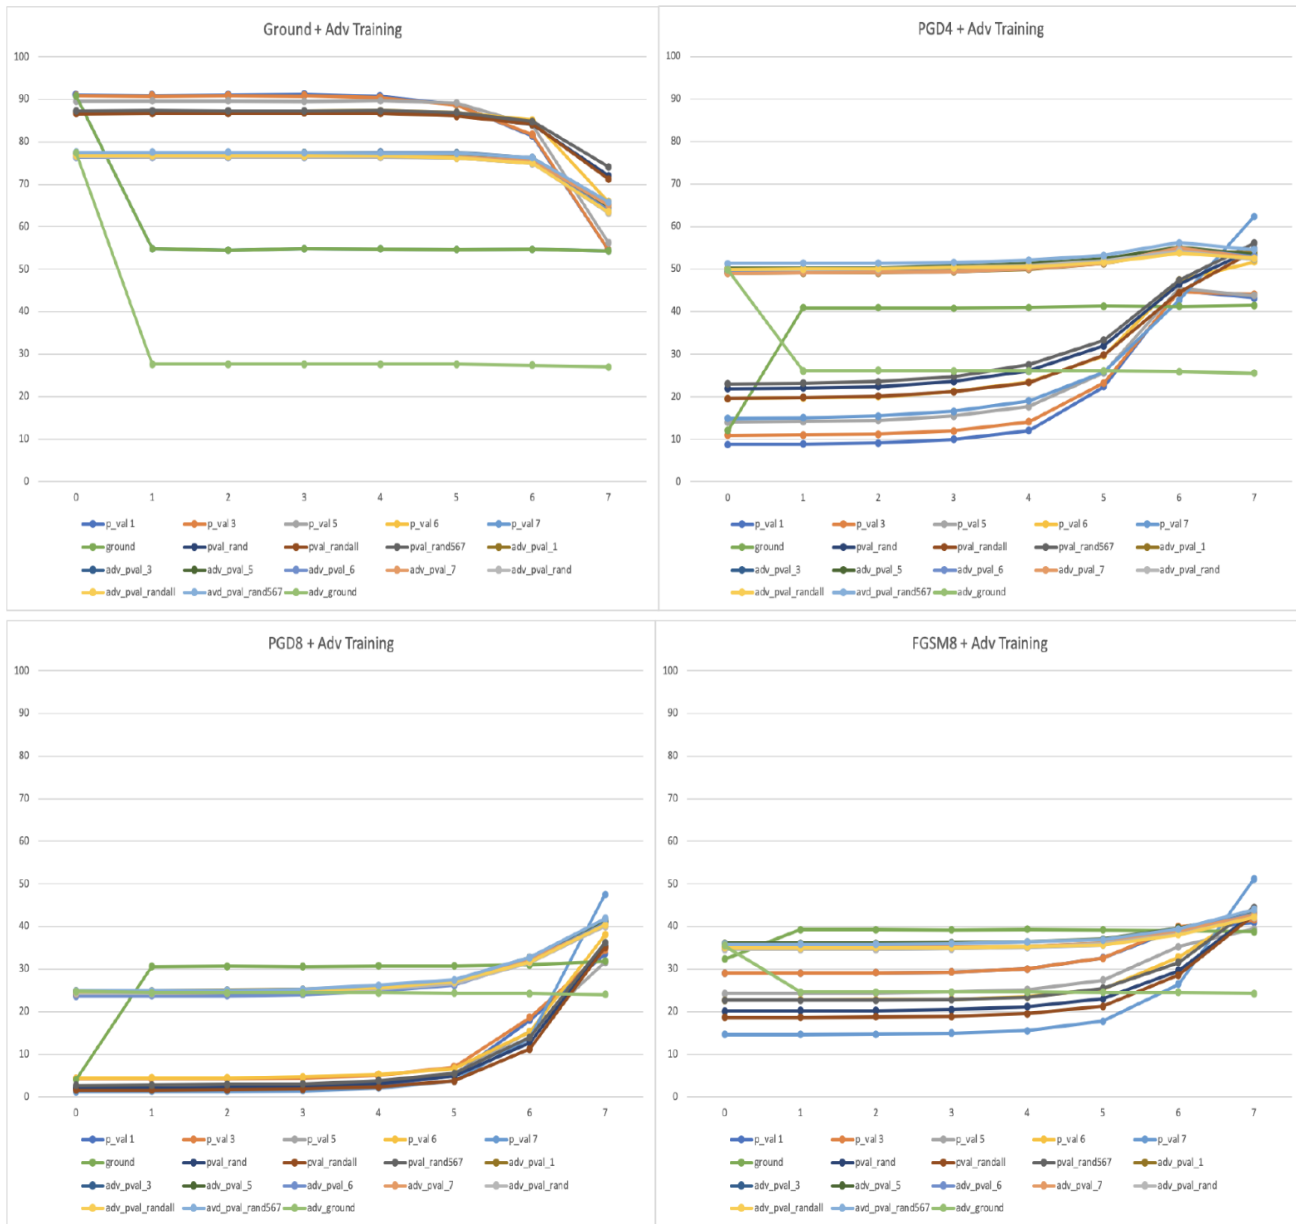 Ground + Adv Training
100
90
80
70
60
50
40
30
20
10
0
0 1 2 3 4 5 6 7
p_val 1 p_val 3 p_val 5 p_val 6 p_val 7
ground pval_rand pval_randall pval_rand567 adv_pval_1
adv_pval_3 adv_pval_5 adv_pval_6 adv_pval_7 adv_pval_rand
adv_pval_randall avd_pval_rand567 adv_ground
PGD4 + Adv Training
100
90
80
70
60
50
40
30
20
10
0
0 1 2 3 4 5 6 7
p_val 1 p_val 3 p_val 5 p_val 6 p_val 7
ground pval_rand pval_randall pval_rand567 adv_pval_1
adv_pval_3 adv_pval_5 adv_pval_6 adv_pval_7 adv_pval_rand
adv_pval_randall avd_pval_rand567 adv_ground
PGD8 + Adv Training
100
90
80
70
60
50
40
30
20
10
0
0 1 2 3 4 5 6 7
p_val 1 p_val 3 p_val 5 p_val 6 p_val 7
ground pval_rand pval_randall pval_rand567 adv_pval_1
adv_pval_3 adv_pval_5 adv_pval_6 adv_pval_7 adv_pval_rand
adv_pval_randall avd_pval_rand567 adv_ground
FGSM8 + Adv Training
100
90
80
70
60
50
40
30
20
10
0
0 1 2 3 4 5 6 7
p_val 1 p_val 3 p_val 5 p_val 6 p_val 7
ground pval_rand pval_randall pval_rand567 adv_pval_1
adv_pval_3 adv_pval_5 adv_pval_6 adv_pval_7 adv_pval_rand
adv_pval_randall avd_pval_rand567 adv_ground